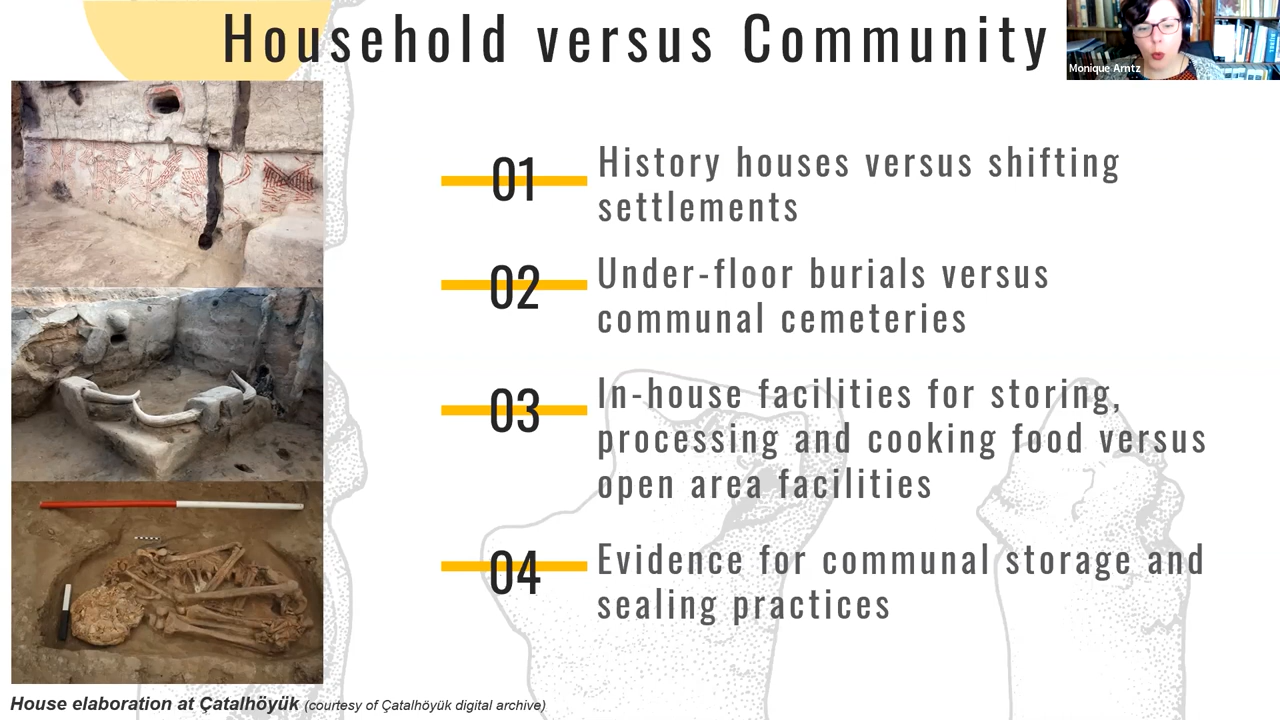 Household versus Community
Monique Arntz
01
History houses versus shifting
settlements
02
Under-floor burials versus
communal cemeteries
03
In-house facilities for storing,
processing and cooking food versus
open area facilities
04
Evidence for communal storage and
sealing practices
House elaboration at Çatalhöyük (courtesy of Çatalhöyük digital archive)